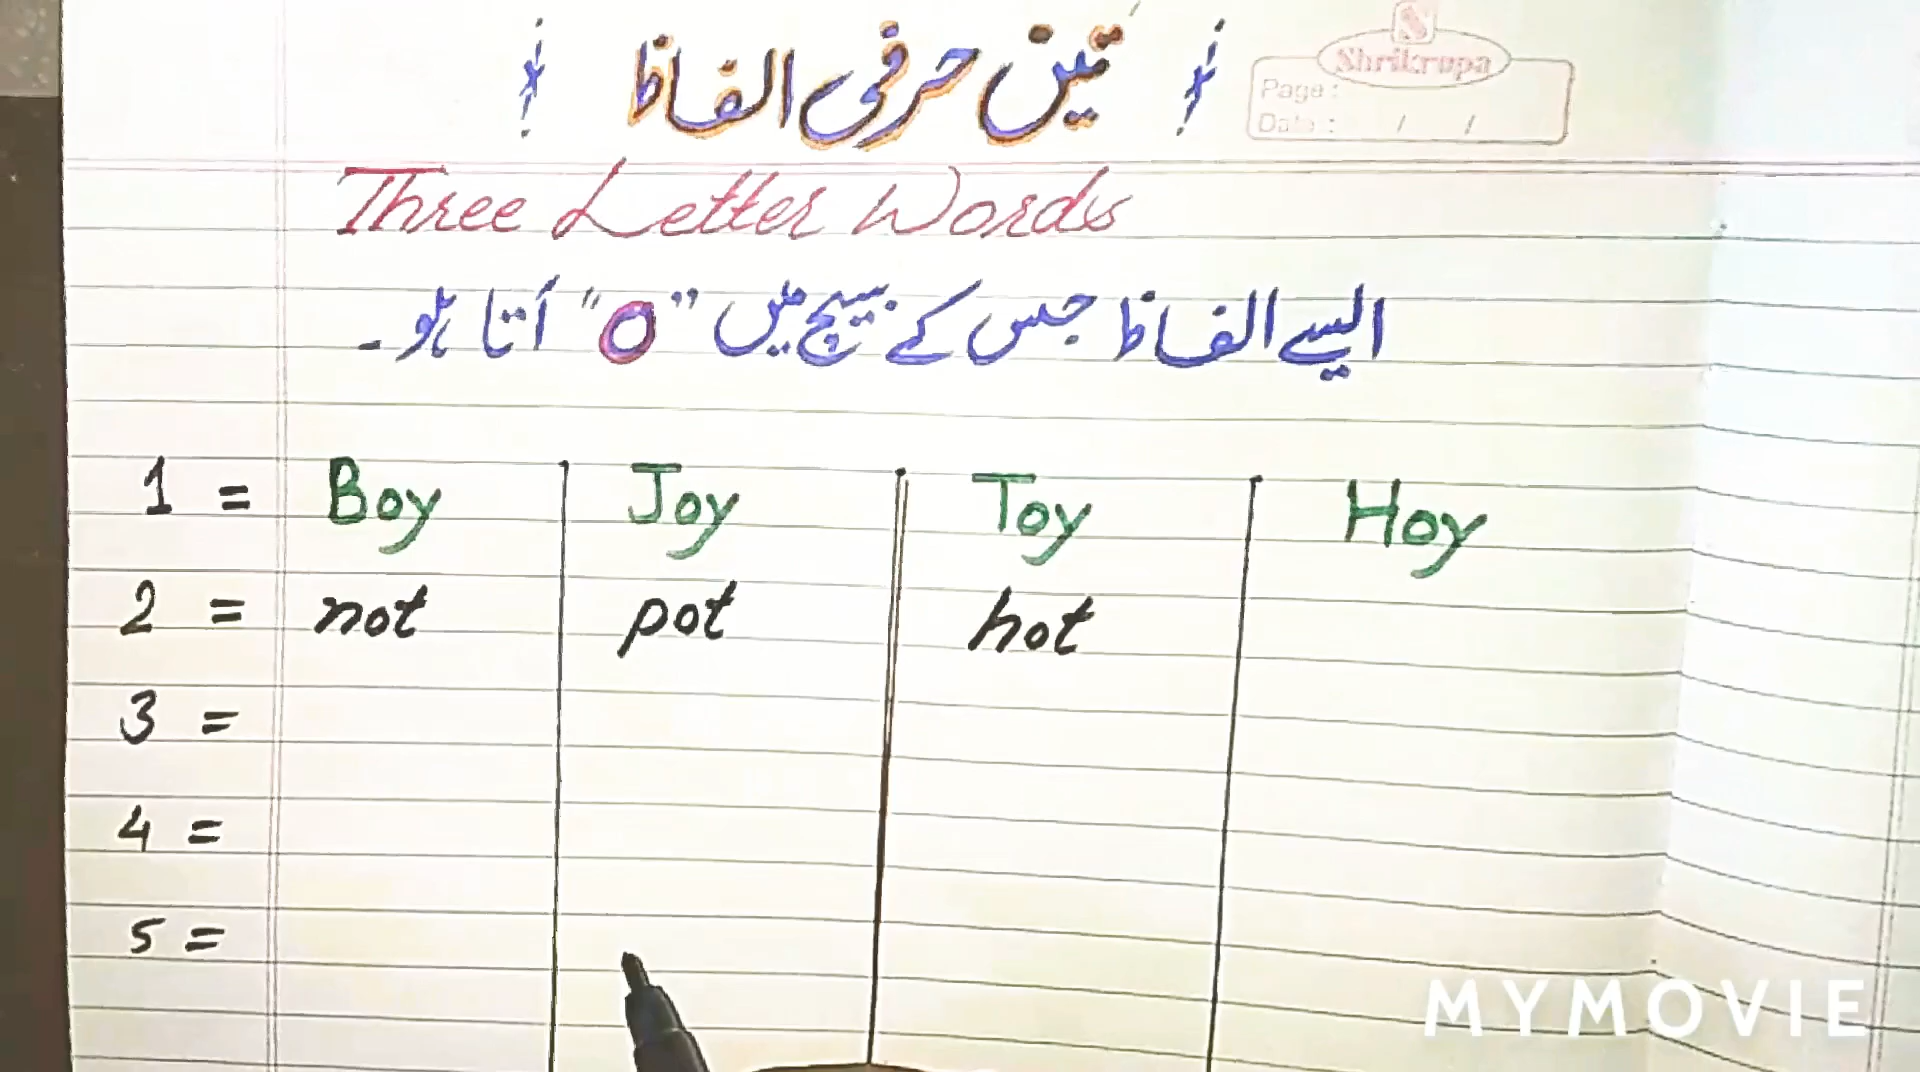 تین حرفی الفاظ
S
Shrikrupa
Page :
Date : / /
Three Letter Words
ایسے الفاظ جس کے بیچ میں "O" آتا ہو۔
1 = Boy Joy Toy Hoy
2 = not pot hot
3 =
4 =
5 =
MYMOVIE